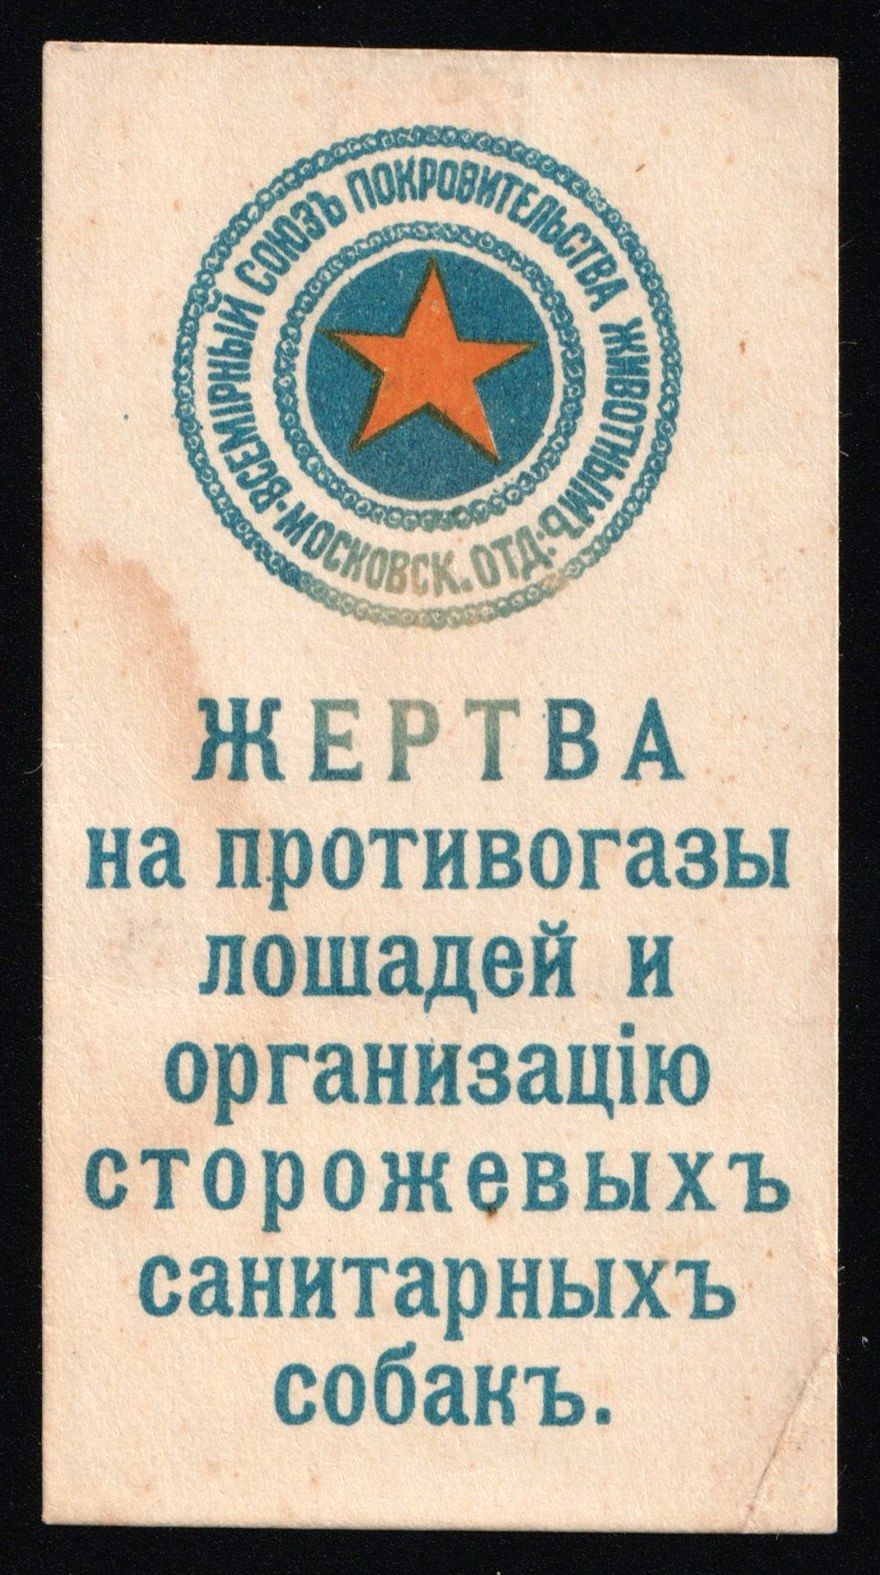 ВСЕМІРНЫЙ СОЮЗЪ ПОКРОВИТЕЛЬСТВА ЖИВОТНЫМЪ
МОСКОВСК. ОТД:
ЖЕРТВА
на противогазы
лошадей и
организацію
сторожевыхъ
санитарныхъ
собакъ.